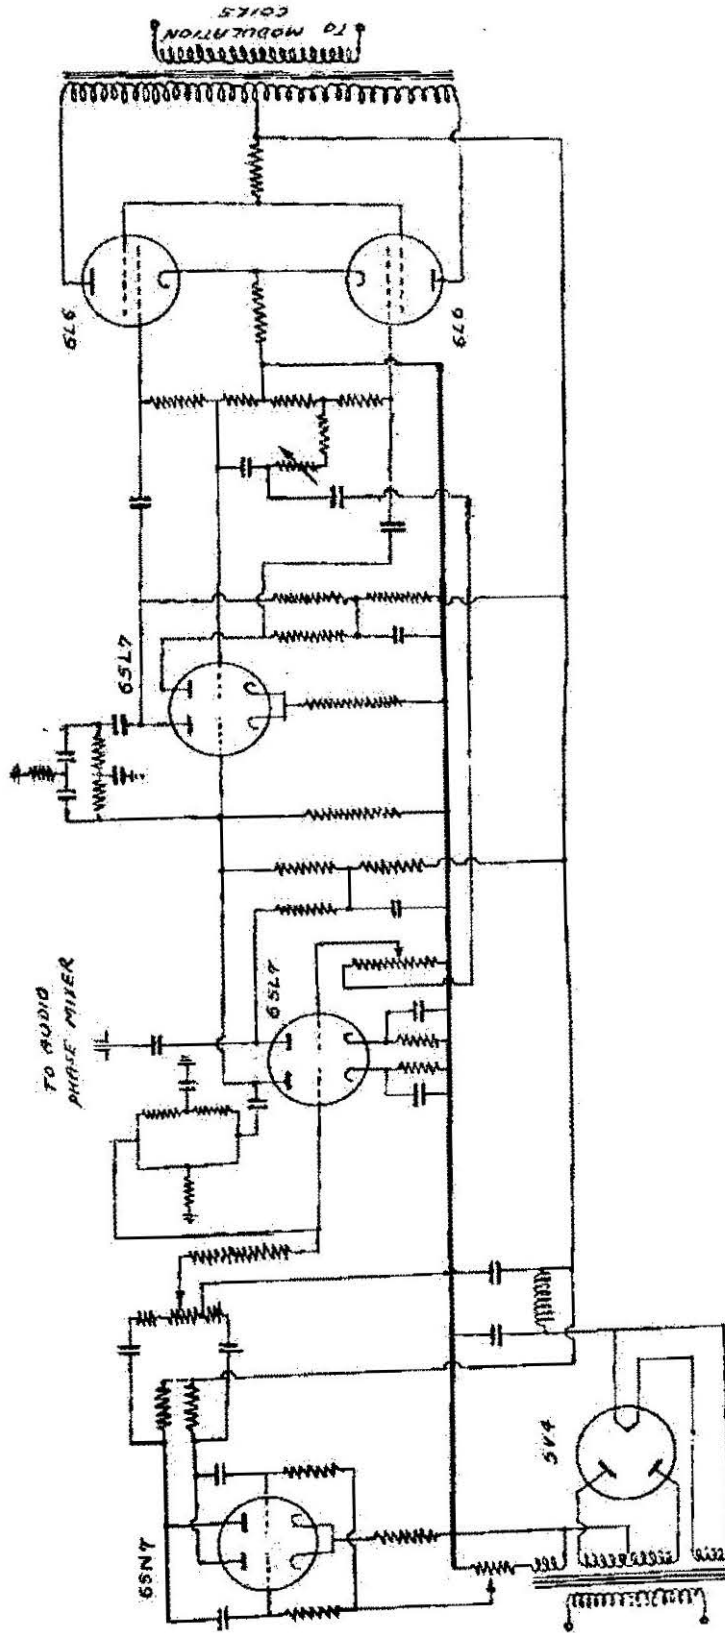 TO MODULATION
COILS
6L6
6L6
6SL7
TO AUDIO
PHASE MIXER
6SL7
6SN7
5V4